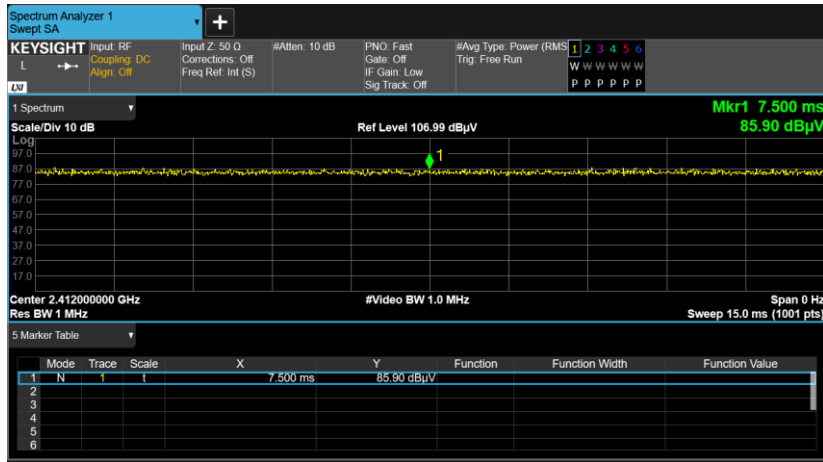 Spectrum Analyzer 1
Swept SA
+
KEYSIGHT
L
LXI
Input: RF
Coupling: DC
Align: Off
Input Z: 50 Ω
Corrections: Off
Freq Ref: Int (S)
#Atten: 10 dB
PNO: Fast
Gate: Off
IF Gain: Low
Sig Track: Off
#Avg Type: Power (RMS
Trig: Free Run
1 2 3 4 5 6
W W W W W W
P P P P P P
1 Spectrum
Scale/Div 10 dB
Ref Level 106.99 dBµV
Mkr1 7.500 ms
85.90 dBµV
Log
97.0
87.0
77.0
67.0
57.0
47.0
37.0
27.0
17.0
1
Center 2.412000000 GHz
#Video BW 1.0 MHz
Span 0 Hz
Res BW 1 MHz
Sweep 15.0 ms (1001 pts)
5 Marker Table
Mode Trace Scale X Y Function Function Width Function Value
1 N 1 t 7.500 ms 85.90 dBµV
2
3
4
5
6